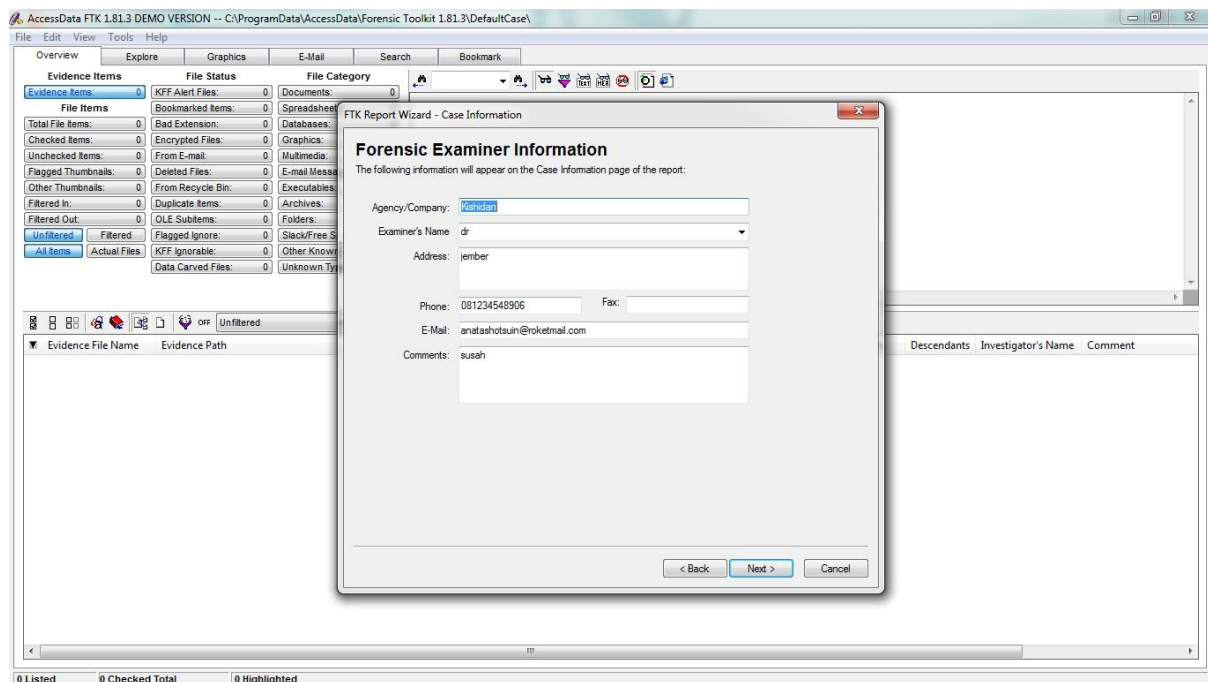 AccessData FTK 1.81.3 DEMO VERSION -- C:\ProgramData\AccessData\Forensic Toolkit 1.81.3\DefaultCase\
File Edit View Tools Help
Overview Explore Graphics E-Mail Search Bookmark
Evidence Items File Status File Category
Evidence Items: 0 KFF Alert Files: 0 Documents: 0
File Items Bookmarked Items: 0 Spreadsheet
Total File Items: 0 Bad Extension: 0 Databases:
Checked Items: 0 Encrypted Files: 0 Graphics:
Unchecked Items: 0 From E-mail: 0 Multimedia:
Flagged Thumbnails: 0 Deleted Files: 0 E-mail Messa
Other Thumbnails: 0 From Recycle Bin: 0 Executables:
Filtered In: 0 Duplicate Items: 0 Archives:
Filtered Out: 0 OLE Subitems: 0 Folders:
Unfiltered Filtered Flagged Ignore: 0 Slack/Free S
All Items Actual Files KFF Ignorable: 0 Other Known
Data Carved Files: 0 Unknown Ty
OFF Unfiltered
Evidence File Name Evidence Path Descendants Investigator's Name Comment
FTK Report Wizard - Case Information
Forensic Examiner Information
The following information will appear on the Case Information page of the report:
Agency/Company: Kishidan
Examiner's Name dr
Address: jember
Phone: 081234548906 Fax:
E-Mail: anatashotsuin@roketmail.com
Comments: susah
< Back Next > Cancel
0 Listed 0 Checked Total 0 Highlighted